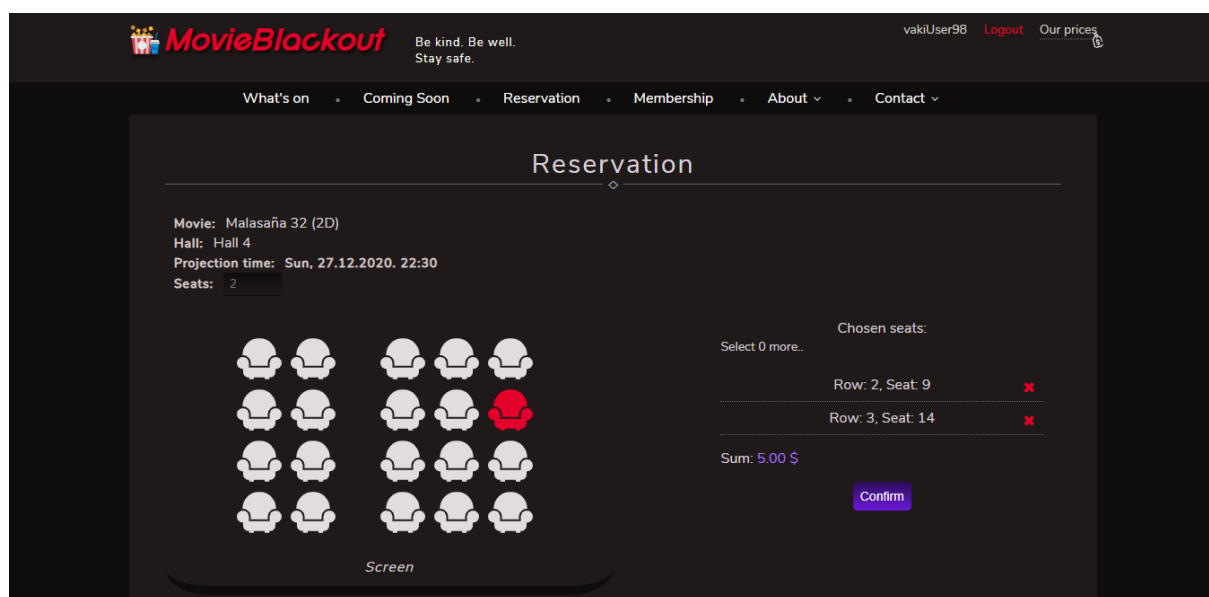 MovieBlackout
Be kind. Be well.
Stay safe.
vakiUser98 Logout Our prices
What's on Coming Soon Reservation Membership About Contact
Reservation
Movie: Malasaña 32 (2D)
Hall: Hall 4
Projection time: Sun, 27.12.2020. 22:30
Seats: 2
Chosen seats:
Select 0 more..
Row: 2, Seat: 9
Row: 3, Seat: 14
Sum: 5.00 $
Confirm
Screen